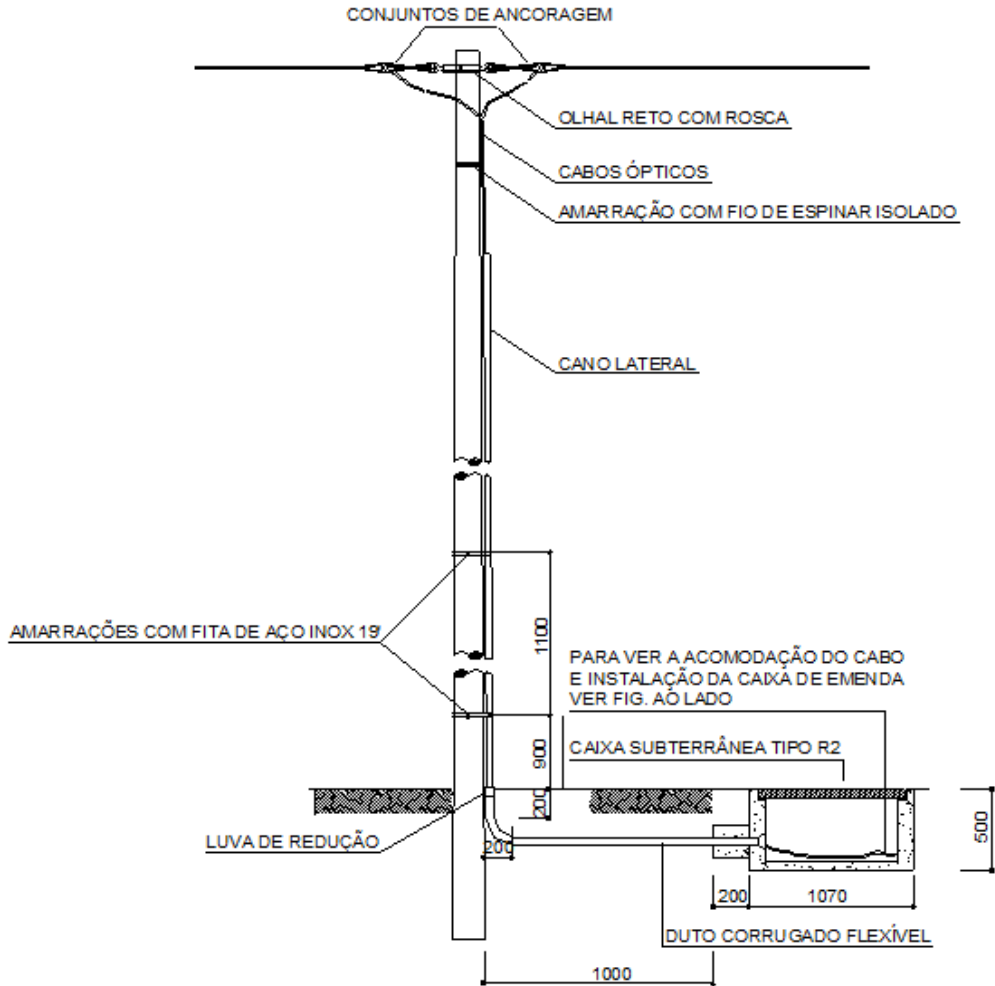 CONJUNTOS DE ANCORAGEM
OLHAL RETO COM ROSCA
CABOS ÓPTICOS
AMARRAÇÃO COM FIO DE ESPINAR ISOLADO
CANO LATERAL
AMARRAÇÕES COM FITA DE AÇO INOX 19'
1100
PARA VER A ACOMODAÇÃO DO CABO
E INSTALAÇÃO DA CAIXA DE EMENDA
VER FIG. AO LADO
900
CAIXA SUBTERRÂNEA TIPO R2
200
LUVA DE REDUÇÃO
200
500
200
1070
DUTO CORRUGADO FLEXÍVEL
1000